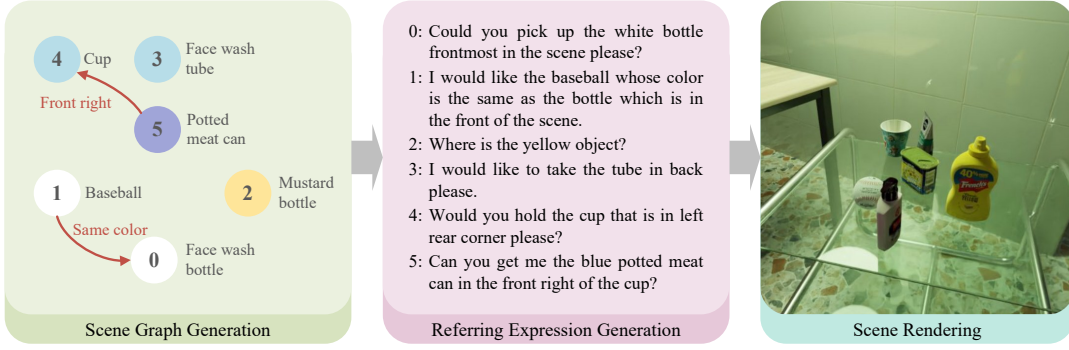 4
Cup
3
Face wash
tube
Front right
5
Potted
meat can
1
Baseball
2
Mustard
bottle
Same color
0
Face wash
bottle
Scene Graph Generation
0: Could you pick up the white bottle
frontmost in the scene please?
1: I would like the baseball whose color
is the same as the bottle which is in
the front of the scene.
2: Where is the yellow object?
3: I would like to take the tube in back
please.
4: Would you hold the cup that is in left
rear corner please?
5: Can you get me the blue potted meat
can in the front right of the cup?
Referring Expression Generation
French's
Scene Rendering